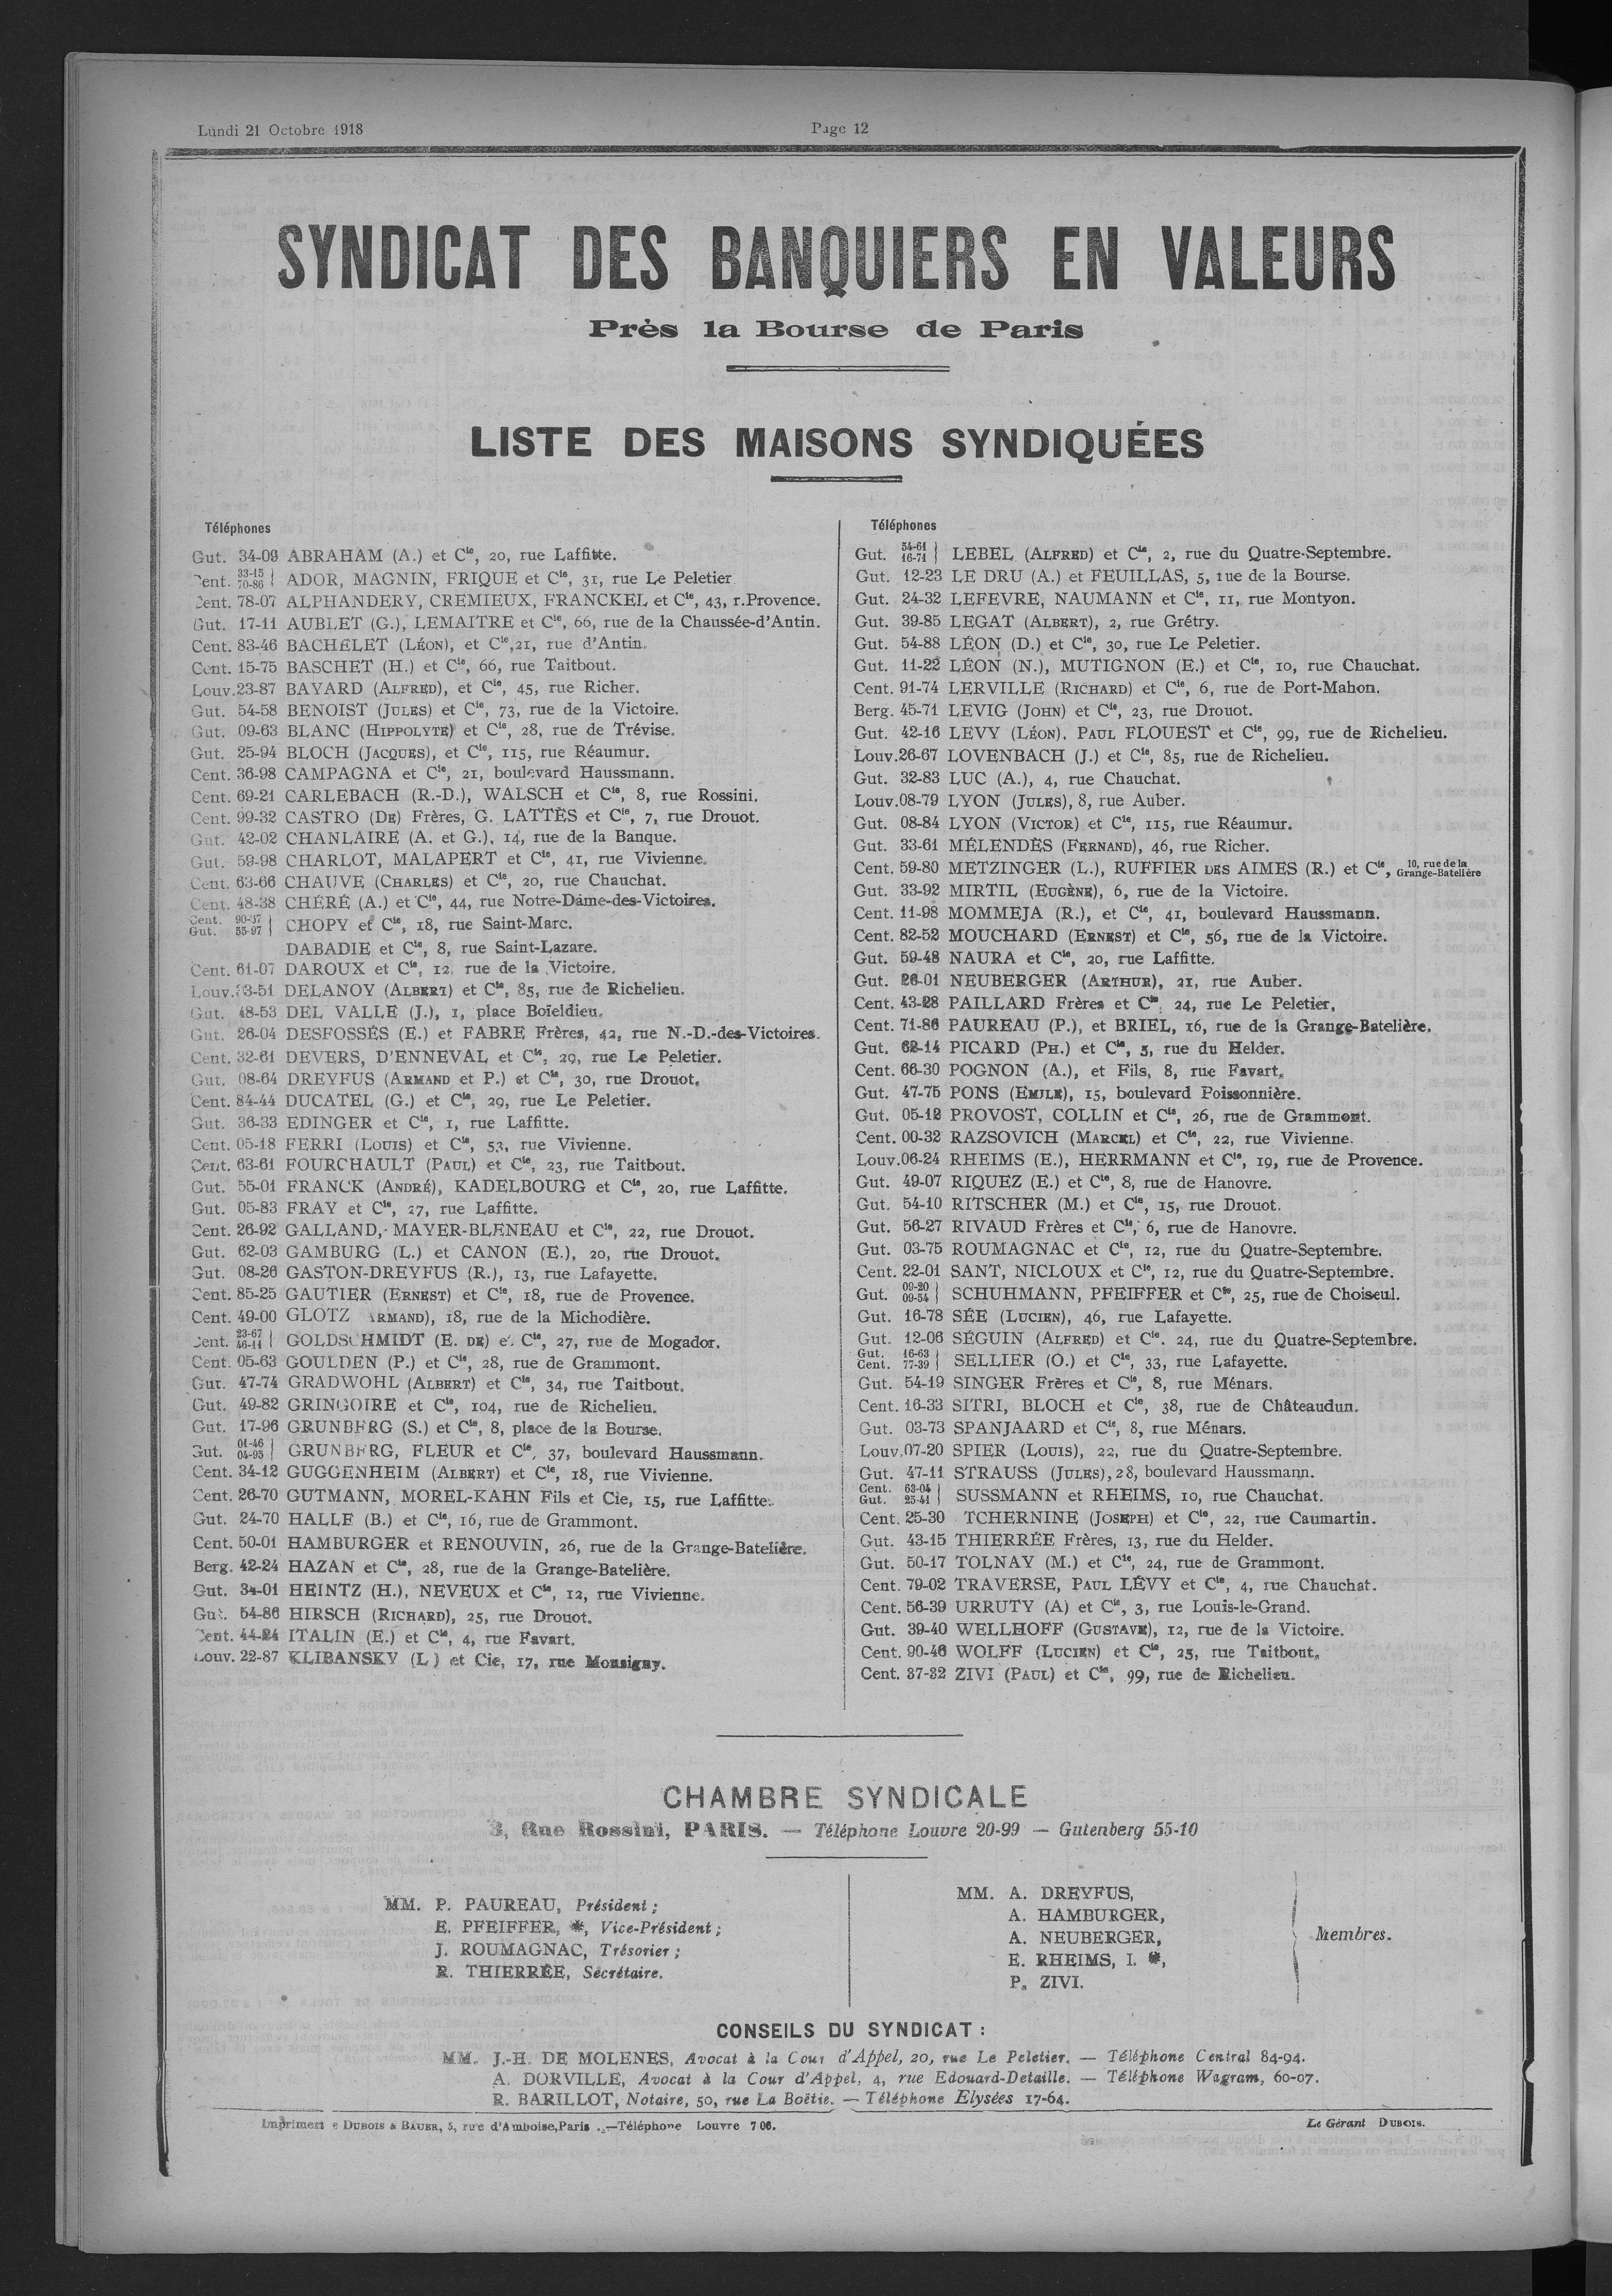 Lundi 21 Octobre 1918
Page 12
SYNDICAT DES BANQUIERS EN VALEURS
Près la Bourse de Paris
LISTE DES MAISONS SYNDIQUÉES
Téléphones
Gut. 34-09 ABRAHAM (A.) et Cie, 20, rue Laffitte.
Cent. 33-15 70-86 | ADOR, MAGNIN, FRIQUE et Cie, 31, rue Le Peletier
Cent. 78-07 ALPHANDERY, CREMIEUX, FRANCKEL et Cie, 43, r.Provence.
Gut. 17-11 AUBLET (G.), LEMAITRE et Cie, 66, rue de la Chaussée-d'Antin.
Cent. 83-46 BACHELET (LÉON), et Cie,21, rue d'Antin.
Cent. 15-75 BASCHET (H.) et Cie, 66, rue Taitbout.
Louv.23-87 BAYARD (ALFRED), et Cie, 45, rue Richer.
Gut. 54-58 BENOIST (JULES) et Cie, 73, rue de la Victoire.
Gut. 09-63 BLANC (HIPPOLYTE) et Cie, 28, rue de Trévise.
Gut. 25-94 BLOCH (JACQUES), et Cie, 115, rue Réaumur.
Cent. 36-98 CAMPAGNA et Cie, 21, boulevard Haussmann.
Cent. 69-21 CARLEBACH (R.-D.), WALSCH et Cie, 8, rue Rossini.
Cent. 99-32 CASTRO (DE) Frères, G. LATTÈS et Cie, 7, rue Drouot.
Gut. 42-02 CHANLAIRE (A. et G.), 14, rue de la Banque.
Gut. 59-98 CHARLOT, MALAPERT et Cie, 41, rue Vivienne.
Cent. 63-66 CHAUVE (CHARLES) et Cie, 20, rue Chauchat.
Cent. 48-38 CHÉRÉ (A.) et Cie, 44, rue Notre-Dame-des-Victoires.
Cent. 90-37 Gut. 55-97 | CHOPY et Cie, 18, rue Saint-Marc.
DABADIE et Cie, 8, rue Saint-Lazare.
Cent. 61-07 DAROUX et Cie, 12, rue de la Victoire.
Louv. DELANOY (ALBERT) et Cie, 85, rue de Richelieu.
Gut. 48-53 DEL VALLE (J.), 1, place Boïeldieu.
Gut. 26-04 DESFOSSÉS (E.) et FABRE Frères, 42, rue N.-D.-des-Victoires.
Cent. 32-61 DEVERS, D'ENNEVAL et Cie, 29, rue Le Peletier.
Gut. 08-64 DREYFUS (ARMAND et P.) et Cie, 30, rue Drouot.
Cent. 84-44 DUCATEL (G.) et Cie, 29, rue Le Peletier.
Gut. 36-33 EDINGER et Cie, 1, rue Laffitte.
Cent. 05-18 FERRI (LOUIS) et Cie, 53, rue Vivienne.
Cent. 63-61 FOURCHAULT (PAUL) et Cie, 23, rue Taitbout.
Gut. 55-01 FRANCK (ANDRÉ), KADELBOURG et Cie, 20, rue Laffitte.
Gut. 05-83 FRAY et Cie, 27, rue Laffitte.
Cent. 26-92 GALLAND, MAYER-BLENEAU et Cie, 22, rue Drouot.
Gut. 62-03 GAMBURG (L.) et CANON (E.), 20, rue Drouot.
Gut. 08-26 GASTON-DREYFUS (R.), 13, rue Lafayette.
Cent. 85-25 GAUTIER (ERNEST) et Cie, 18, rue de Provence.
Cent. 49-00 GLOTZ ARMAND), 18, rue de la Michodière.
Cent. 23-67 46-11 | GOLDSCHMIDT (E. DE) et Cie, 27, rue de Mogador.
Cent. 05-63 GOULDEN (P.) et Cie, 28, rue de Grammont.
Gut. 47-74 GRADWOHL (ALBERT) et Cie, 34, rue Taitbout.
Gut. 49-82 GRINGOIRE et Cie, 104, rue de Richelieu.
Gut. 17-96 GRUNBERG (S.) et Cie, 8, place de la Bourse.
Gut. 01-46 04-95 | GRUNBERG, FLEUR et Cie, 37, boulevard Haussmann.
Cent. 34-12 GUGGENHEIM (ALBERT) et Cie, 18, rue Vivienne.
Cent. 26-70 GUTMANN, MOREL-KAHN Fils et Cie, 15, rue Laffitte.
Gut. 24-70 HALLE (B.) et Cie, 16, rue de Grammont.
Cent. 50-01 HAMBURGER et RENOUVIN, 26, rue de la Grange-Batelière.
Berg. 42-24 HAZAN et Cie, 28, rue de la Grange-Batelière.
Gut. 34-01 HEINTZ (H.), NEVEUX et Cie, 12, rue Vivienne.
Gut. 54-86 HIRSCH (RICHARD), 25, rue Drouot.
Cent. 44-24 ITALIN (E.) et Cie, 4, rue Favart.
Louv. 22-87 KLIBANSKY (L ) et Cie, 17, rue Monsigny.
Téléphones
Gut. 54-61 16-71 | LEBEL (ALFRED) et Cie, 2, rue du Quatre-Septembre.
Gut. 12-23 LE DRU (A.) et FEUILLAS, 5, rue de la Bourse.
Gut. 24-32 LEFEVRE, NAUMANN et Cie, 11, rue Montyon.
Gut. 39-85 LEGAT (ALBERT), 2, rue Grétry.
Gut. 54-88 LÉON (D.) et Cie, 30, rue Le Peletier.
Gut. 11-22 LÉON (N.), MUTIGNON (E.) et Cie, 10, rue Chauchat.
Cent. 91-74 LERVILLE (RICHARD) et Cie, 6, rue de Port-Mahon.
Berg. 45-71 LEVIG (JOHN) et Cie, 23, rue Drouot.
Gut. 42-16 LEVY (LÉON), PAUL FLOUEST et Cie, 99, rue de Richelieu.
Louv.26-67 LOVENBACH (J.) et Cie, 85, rue de Richelieu.
Gut. 32-83 LUC (A.), 4, rue Chauchat.
Louv.08-79 LYON (JULES), 8, rue Auber.
Gut. 08-84 LYON (VICTOR) et Cie, 115, rue Réaumur.
Gut. 33-61 MÉLENDÈS (FERNAND), 46, rue Richer.
Cent. 59-80 METZINGER (L.), RUFFIER DES AIMES (R.) et Cie, 10, rue de la Grange-Batelière
Gut. 33-92 MIRTIL (EUGÈNE), 6, rue de la Victoire.
Cent. 11-98 MOMMEJA (R.), et Cie, 41, boulevard Haussmann.
Cent. 82-52 MOUCHARD (ERNEST) et Cie, 56, rue de la Victoire.
Gut. 59-48 NAURA et Cie, 20, rue Laffitte.
Gut. 26-01 NEUBERGER (ARTHUR), 21, rue Auber.
Cent. 43-28 PAILLARD Frères et Cie, 24, rue Le Peletier.
Cent. 71-86 PAUREAU (P.), et BRIEL, 16, rue de la Grange-Batelière.
Gut. 62-14 PICARD (PH.) et Cie, 5, rue du Helder.
Cent. 66-30 POGNON (A.), et Fils, 8, rue Favart.
Gut. 47-75 PONS (EMILE), 15, boulevard Poissonnière.
Gut. 05-12 PROVOST, COLLIN et Cie, 26, rue de Grammont.
Cent. 00-32 RAZSOVICH (MARCEL) et Cie, 22, rue Vivienne.
Louv.06-24 RHEIMS (E.), HERRMANN et Cie, 19, rue de Provence.
Gut. 49-07 RIQUEZ (E.) et Cie, 8, rue de Hanovre.
Gut. 54-10 RITSCHER (M.) et Cie, 15, rue Drouot.
Gut. 56-27 RIVAUD Frères et Cie, 6, rue de Hanovre.
Gut. 03-75 ROUMAGNAC et Cie, 12, rue du Quatre-Septembre.
Cent. 22-01 SANT, NICLOUX et Cie, 12, rue du Quatre-Septembre.
Gut. 09-20 09-54 | SCHUHMANN, PFEIFFER et Cie, 25, rue de Choiseul.
Gut. 16-78 SÉE (LUCIEN), 46, rue Lafayette.
Gut. 12-06 SÉGUIN (ALFRED) et Cie. 24, rue du Quatre-Septembre.
Gut. 16-63 Cent. 77-39 | SELLIER (O.) et Cie, 33, rue Lafayette.
Gut. 54-19 SINGER Frères et Cie, 8, rue Ménars.
Cent. 16-33 SITRI, BLOCH et Cie, 38, rue de Châteaudun.
Gut. 03-73 SPANJAARD et Cie, 8, rue Ménars.
Louv.07-20 SPIER (LOUIS), 22, rue du Quatre-Septembre.
Gut. 47-11 STRAUSS (JULES), 28, boulevard Haussmann.
Cent. 63-04 Gut. 25-41 | SUSSMANN et RHEIMS, 10, rue Chauchat.
Cent. 25-30 TCHERNINE (JOSEPH) et Cie, 22, rue Caumartin.
Gut. 43-15 THIERRÉE Frères, 13, rue du Helder.
Gut. 50-17 TOLNAY (M.) et Cie, 24, rue de Grammont.
Cent. 79-02 TRAVERSE, PAUL LÉVY et Cie, 4, rue Chauchat.
Cent. 56-39 URRUTY (A) et Cie, 3, rue Louis-le-Grand.
Gut. 39-40 WELLHOFF (GUSTAVE), 12, rue de la Victoire.
Cent. 90-46 WOLFF (LUCIEN) et Cie, 25, rue Taitbout.
Cent. 37-32 ZIVI (PAUL) et Cie, 99, rue de Richelieu.
CHAMBRE SYNDICALE
3, Rue Rossini, PARIS. — Téléphone Louvre 20-99 — Gutenberg 55-10
MM. P. PAUREAU, Président ;
E. PFEIFFER, ✻, Vice-Président ;
J. ROUMAGNAC, Trésorier ;
R. THIERRÉE, Secrétaire.
MM. A. DREYFUS,
A. HAMBURGER,
A. NEUBERGER,
E. RHEIMS, I. ✻,
P. ZIVI.
Membres.
CONSEILS DU SYNDICAT :
MM. J.-H. DE MOLENES, Avocat à la Cour d'Appel, 20, rue Le Peletier. — Téléphone Central 84-94.
A. DORVILLE, Avocat à la Cour d'Appel, 4, rue Edouard-Detaille. — Téléphone Wagram, 60-07.
R. BARILLOT, Notaire, 50, rue La Boëtie. — Téléphone Elysées 17-64.
Imprimeri e DUBOIS & BAUER, 5, rue d'Amboise,Paris .—Téléphone Louvre 7 06.
Le Gérant DUBOIS.